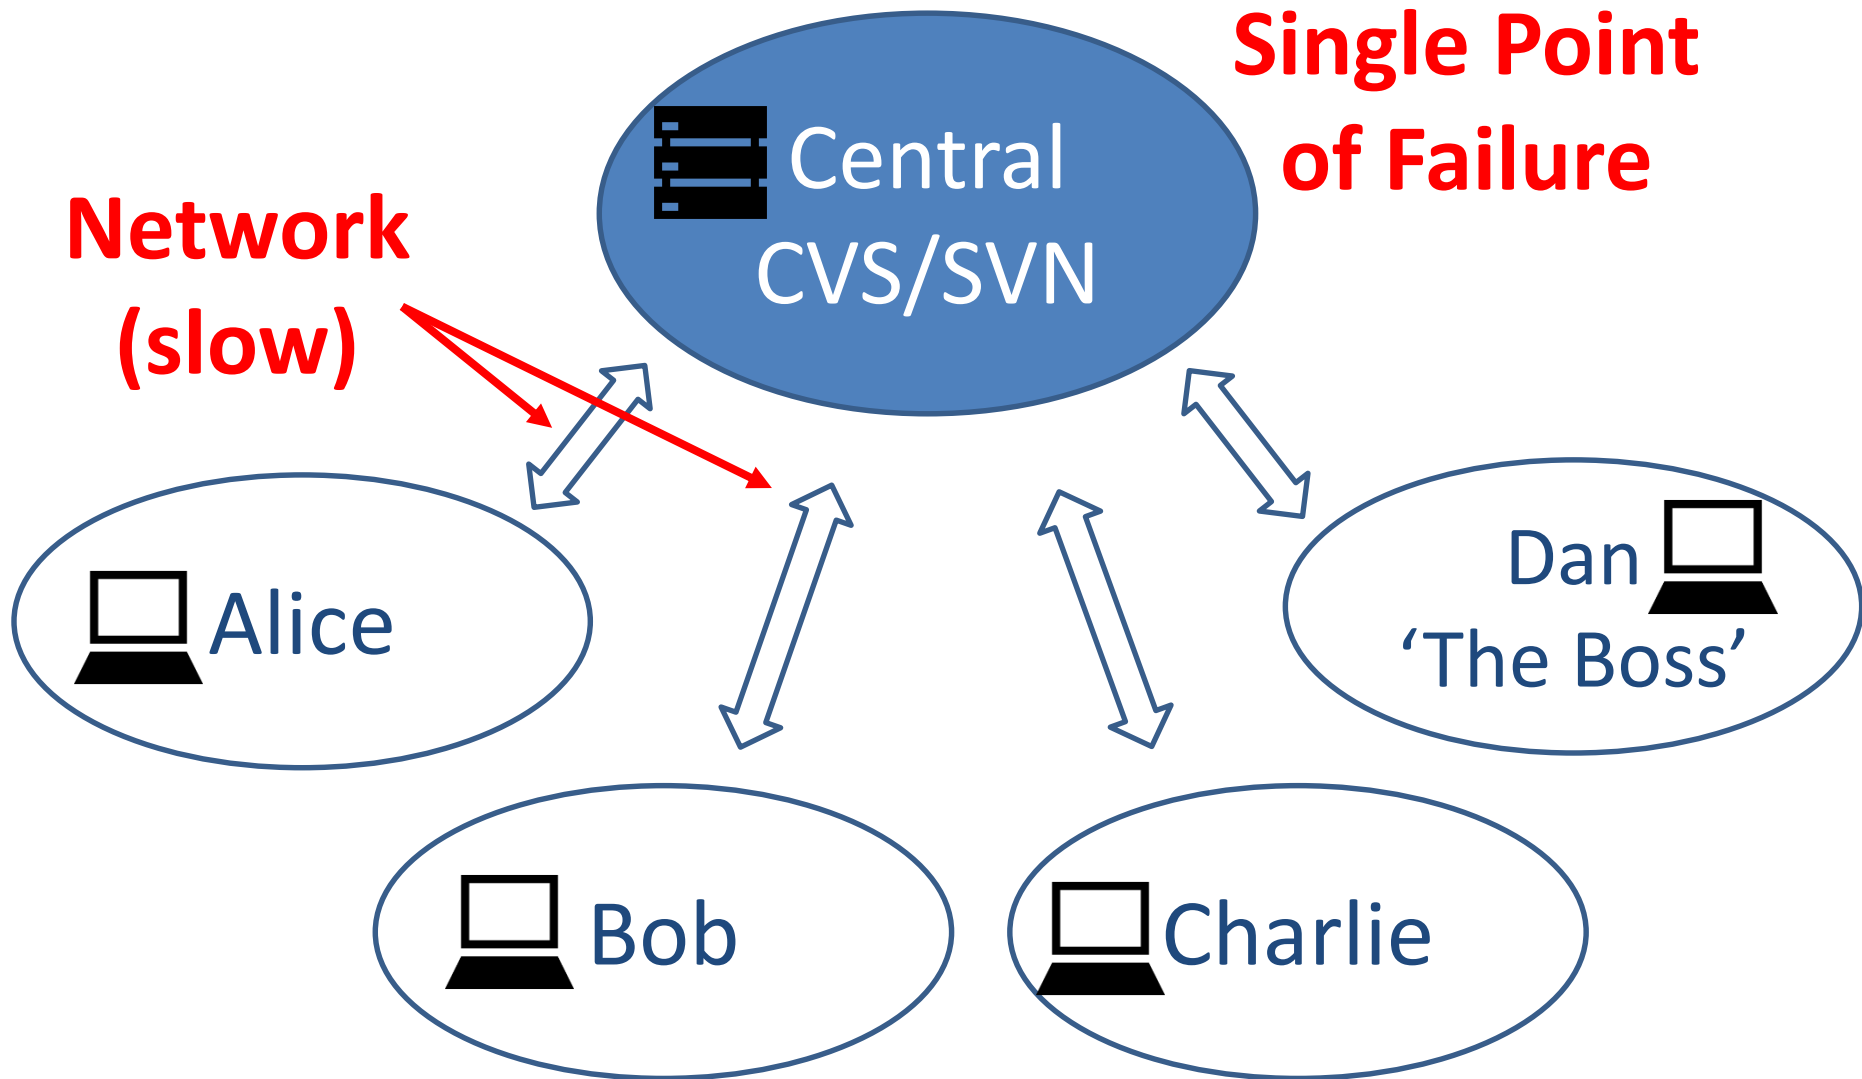 Single Point
of Failure
Central
CVS/SVN
Network
(slow)
Alice
Dan
‘The Boss’
Bob
Charlie